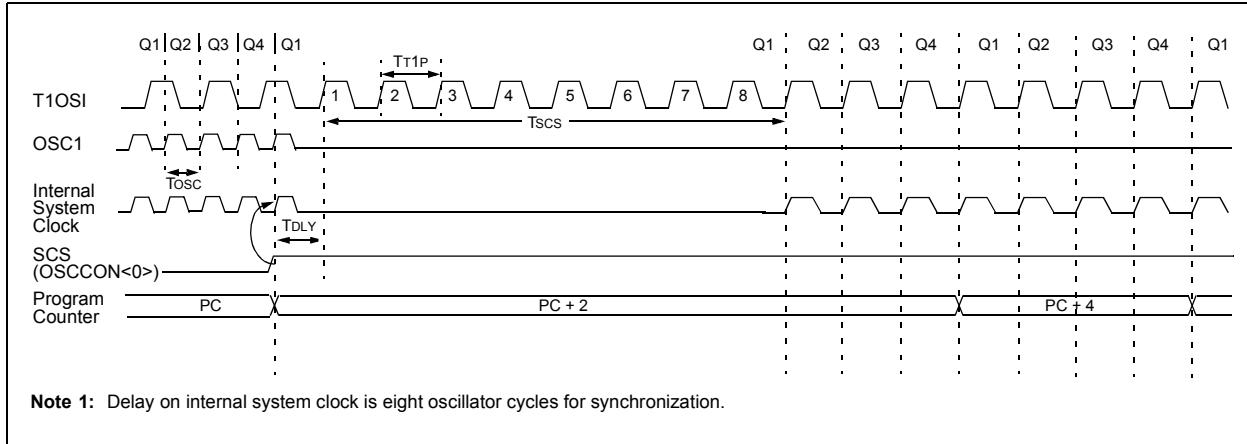 Q1 Q2 Q3 Q4 Q1 Q1 Q2 Q3 Q4 Q1 Q2 Q3 Q4 Q1
TT1P
T1OSI 1 2 3 4 5 6 7 8
TSCS
OSC1
TOSC
Internal
System
Clock
TDLY
SCS
(OSCCON<0>)
Program
Counter
PC PC + 2 PC + 4
Note 1: Delay on internal system clock is eight oscillator cycles for synchronization.